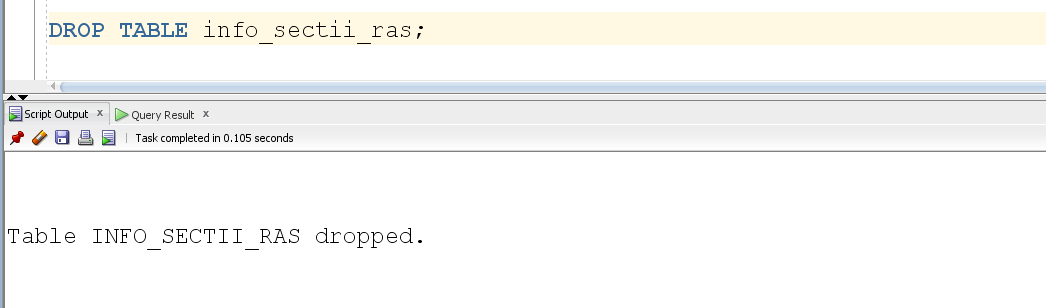 DROP TABLE info_sectii_ras;
Script Output x Query Result x
Task completed in 0.105 seconds
Table INFO_SECTII_RAS dropped.